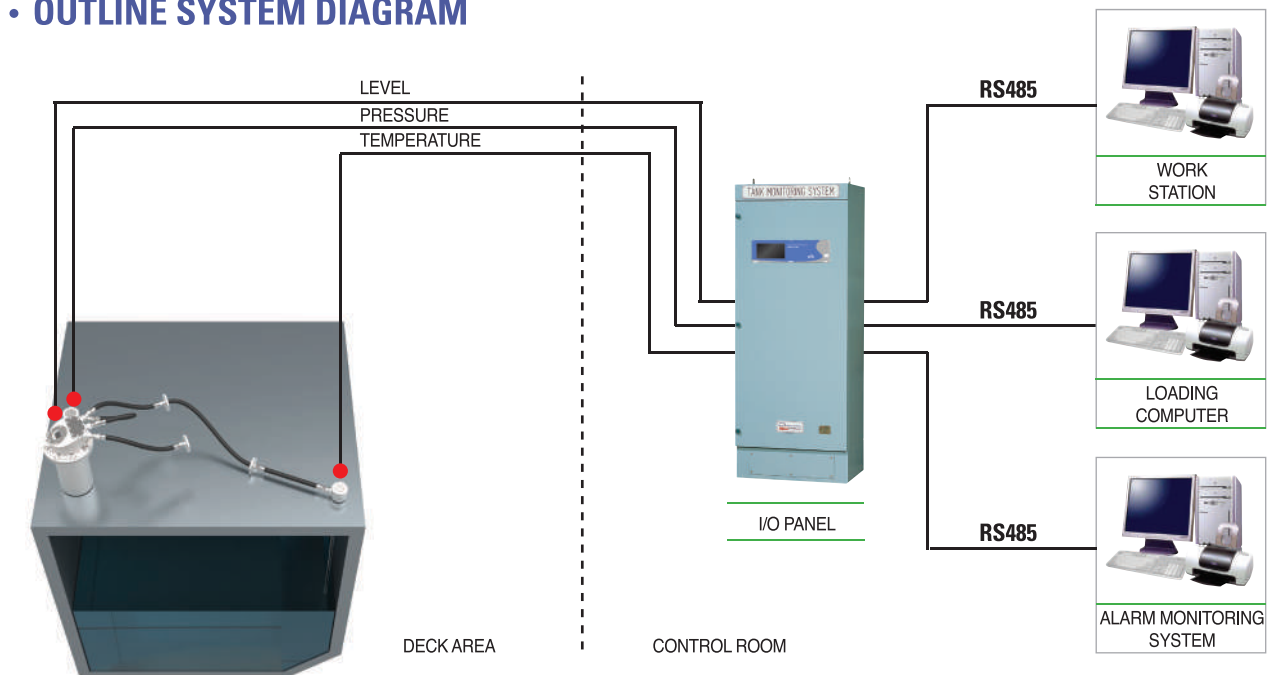 • OUTLINE SYSTEM DIAGRAM
LEVEL
PRESSURE
TEMPERATURE
RS485
WORK
STATION
TANK MONITORING SYSTEM
RS485
LOADING
COMPUTER
I/O PANEL
RS485
ALARM MONITORING
SYSTEM
DECK AREA
CONTROL ROOM